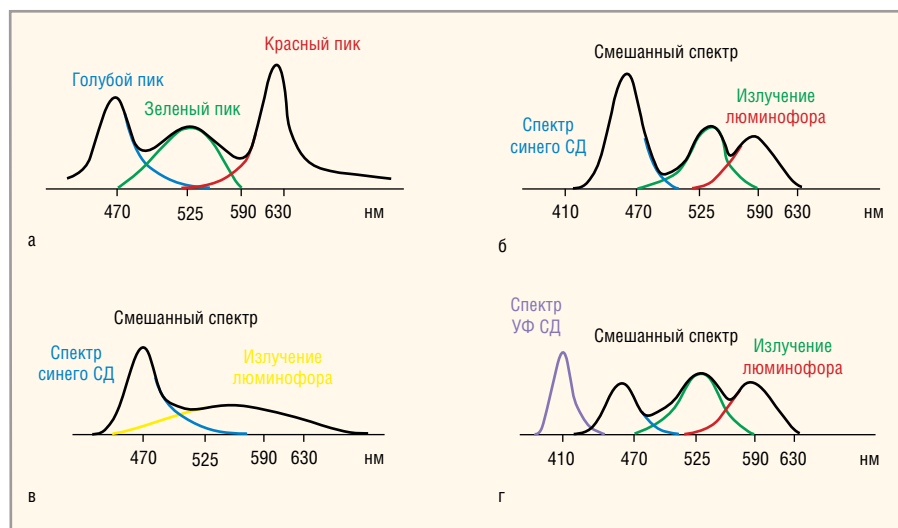 Красный пик
Голубой пик
Зеленый пик
470 525 590 630 нм
а
Смешанный спектр
Спектр
синего СД
Излучение
люминофора
410 470 525 590 630 нм
б
Смешанный спектр
Спектр
синего СД
Излучение
люминофора
470 525 590 630 нм
в
Спектр
УФ СД
Смешанный спектр
Излучение
люминофора
410 470 525 590 630 нм
г